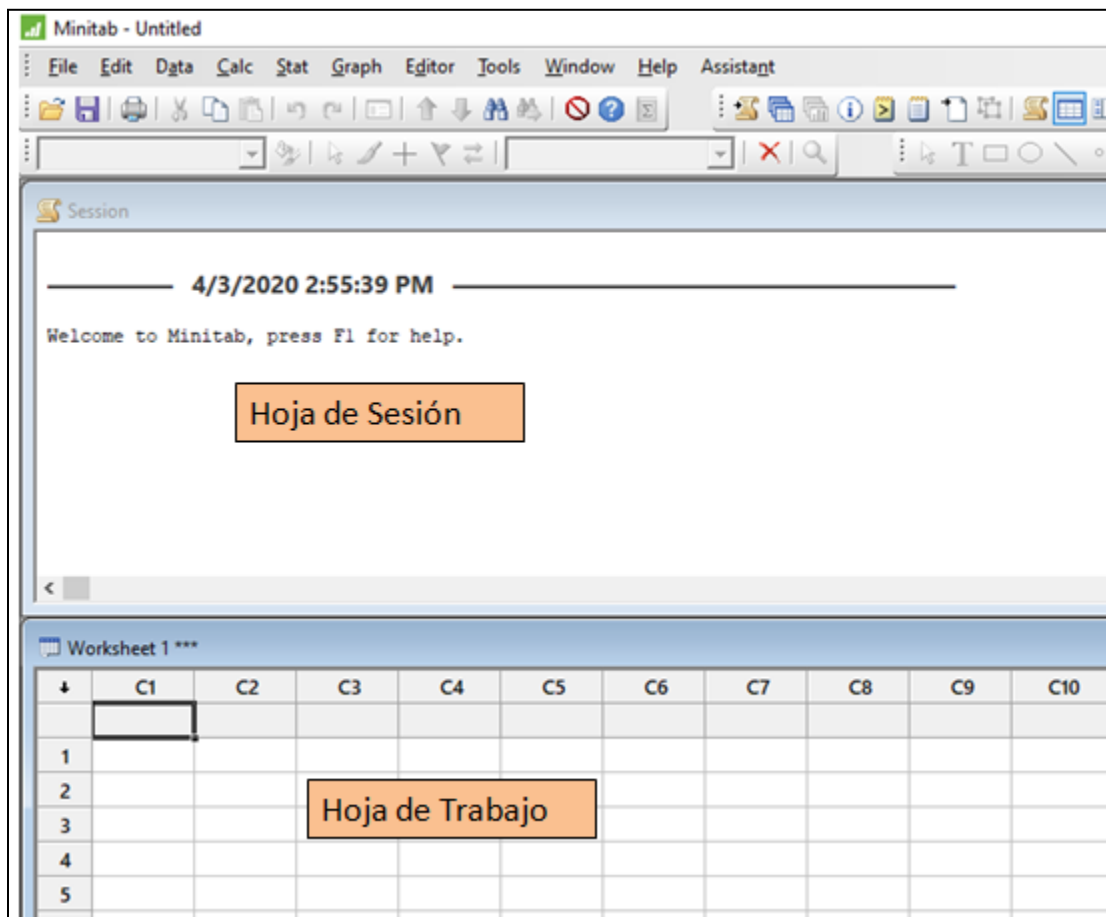 Minitab - Untitled
File Edit Data Calc Stat Graph Editor Tools Window Help Assistant
Session
4/3/2020 2:55:39 PM
Welcome to Minitab, press F1 for help.
Hoja de Sesión
Worksheet 1 ***
C1 C2 C3 C4 C5 C6 C7 C8 C9 C10
1
2
Hoja de Trabajo
3
4
5